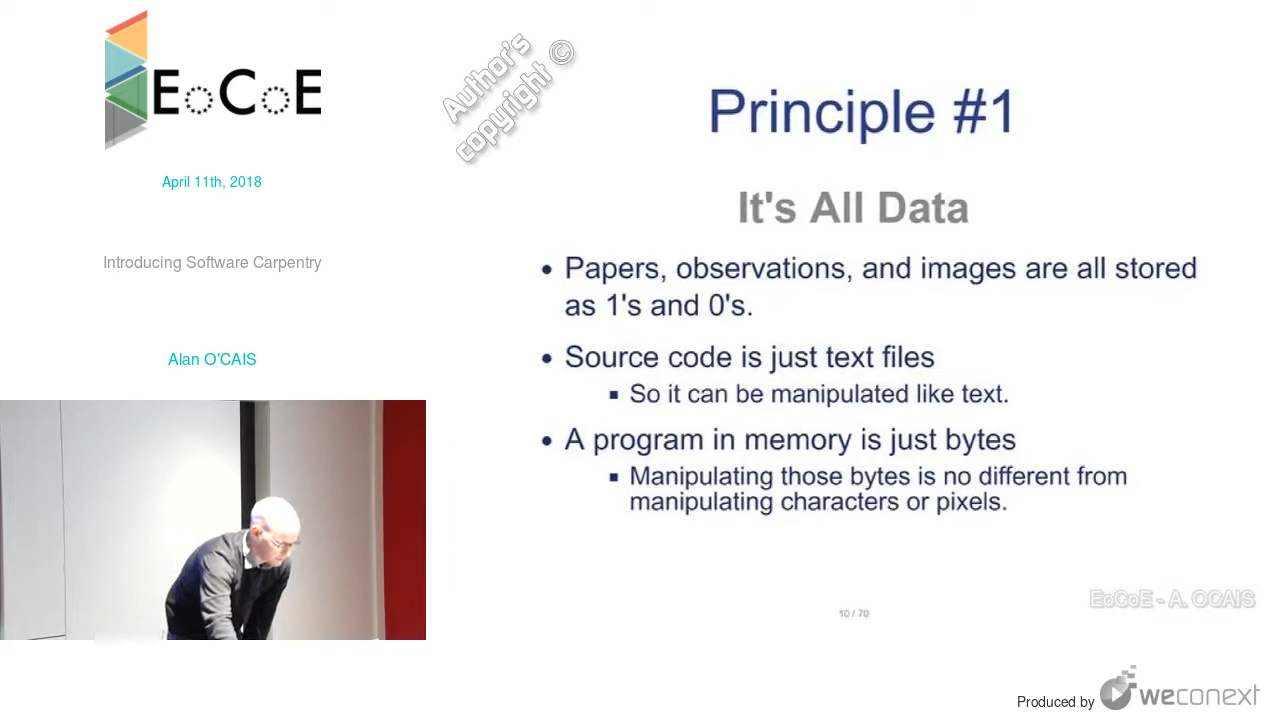 EoCoE
April 11th, 2018
Introducing Software Carpentry
Alan O'CAIS
Author's
copyright ©
Principle #1
It's All Data
• Papers, observations, and images are all stored
as 1's and 0's.
• Source code is just text files
▪ So it can be manipulated like text.
• A program in memory is just bytes
▪ Manipulating those bytes is no different from
manipulating characters or pixels.
EoCoE - A. OCAIS
10 / 70
Produced by weconext